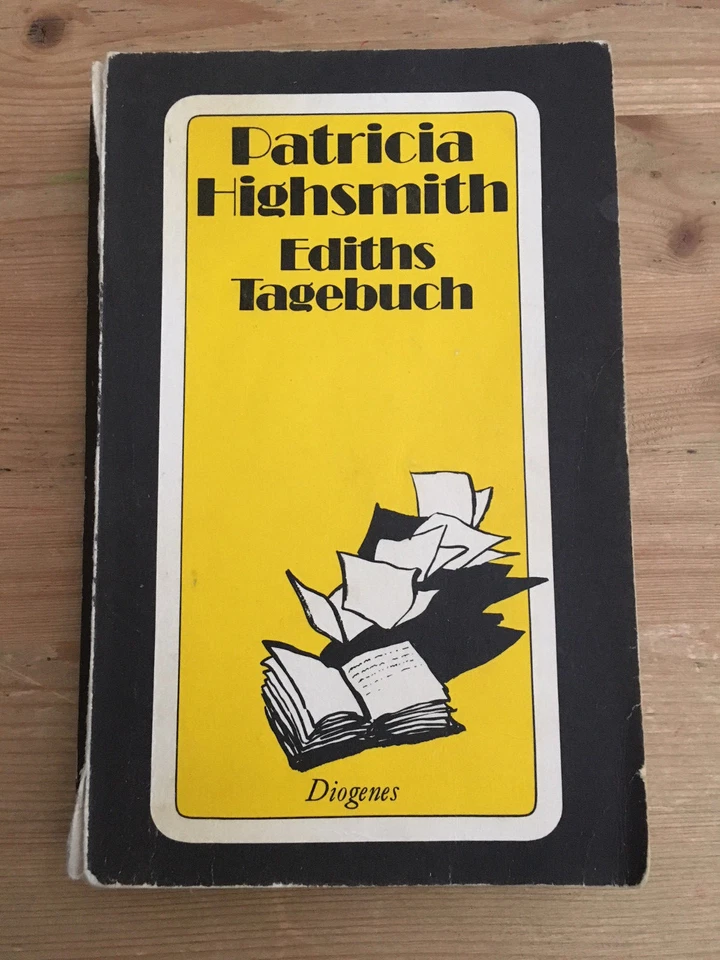 Patricia
Highsmith
Ediths
Tagebuch
Diogenes